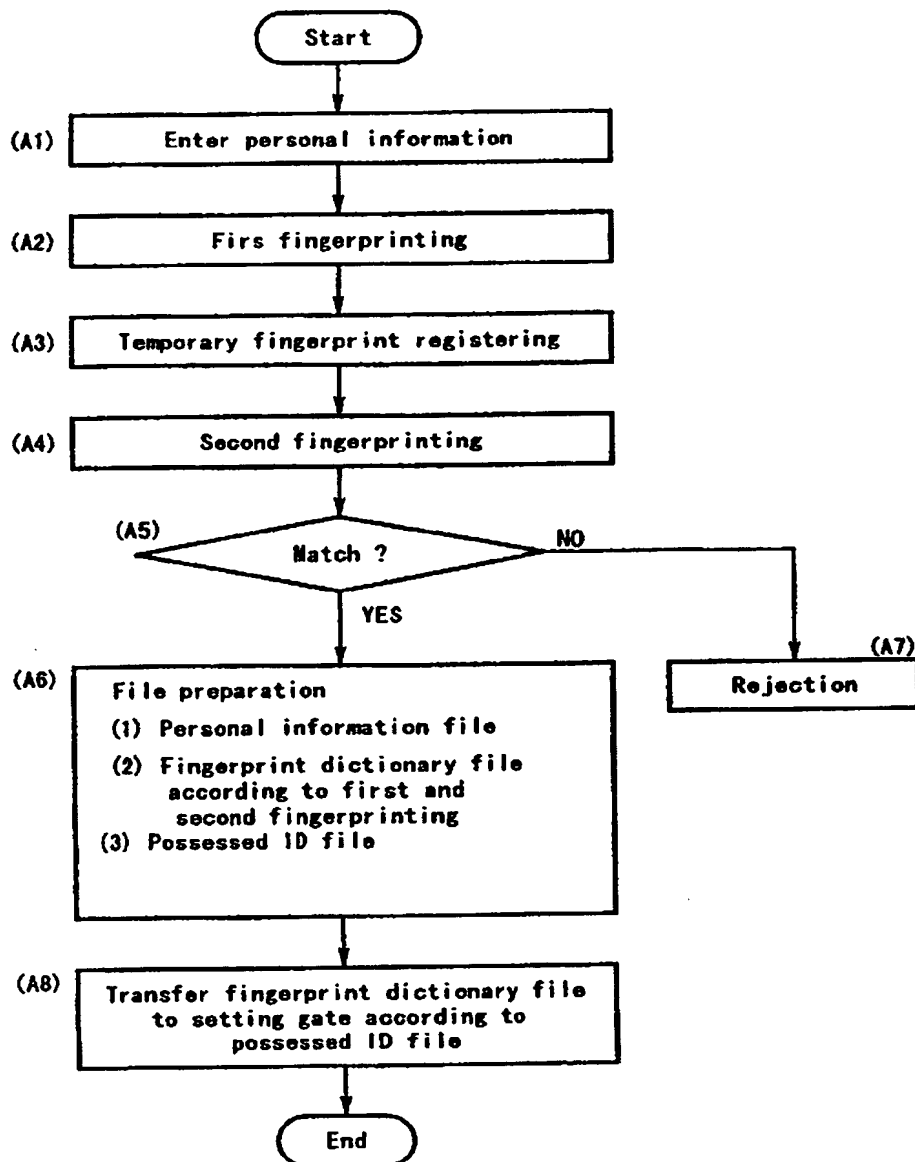 Start
(A1)
Enter personal information
(A2)
Firs fingerprinting
(A3)
Temporary fingerprint registering
(A4)
Second fingerprinting
(A5)
Match ?
NO
YES
(A6)
File preparation
(1) Personal information file
(2) Fingerprint dictionary file
according to first and
second fingerprinting
(3) Possessed ID file
(A7)
Rejection
(A8)
Transfer fingerprint dictionary file
to setting gate according to
possessed ID file
End